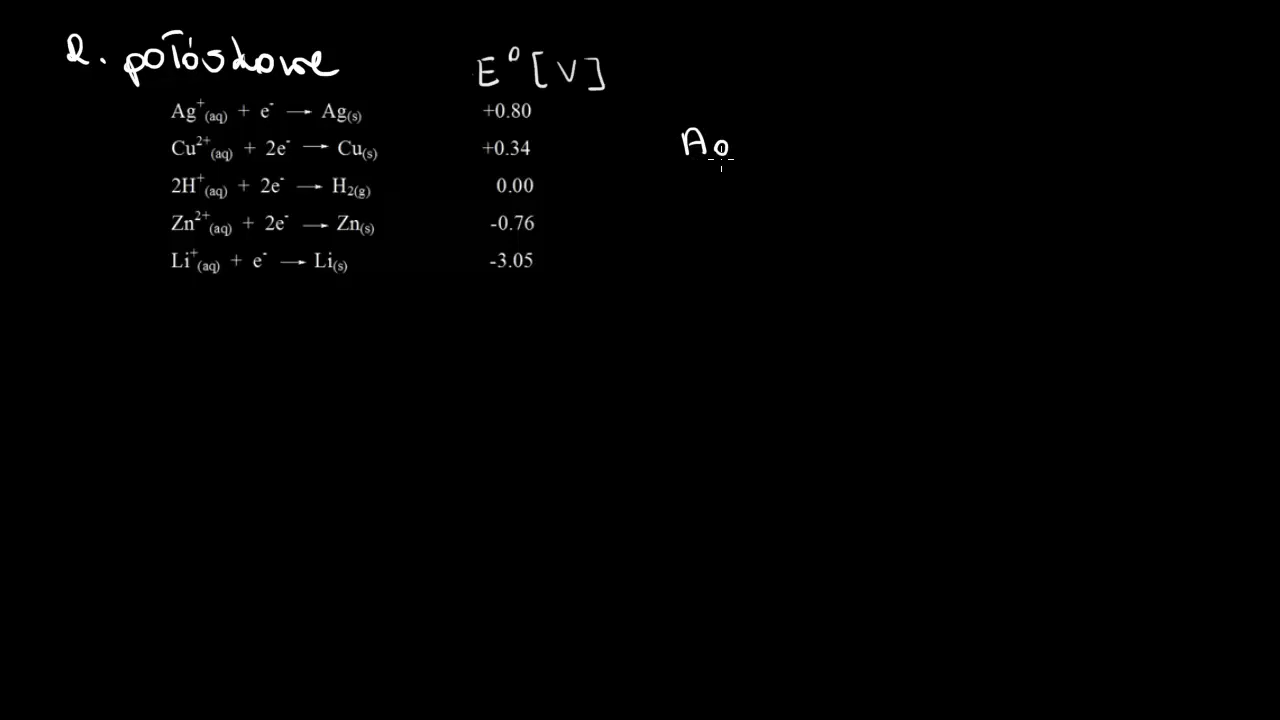 R. połówkowe E⁰ [V]
Ag⁺(aq) + e⁻ → Ag(s) +0.80
Cu²⁺(aq) + 2e⁻ → Cu(s) +0.34
2H⁺(aq) + 2e⁻ → H₂(g) 0.00
Zn²⁺(aq) + 2e⁻ → Zn(s) -0.76
Li⁺(aq) + e⁻ → Li(s) -3.05
Ao